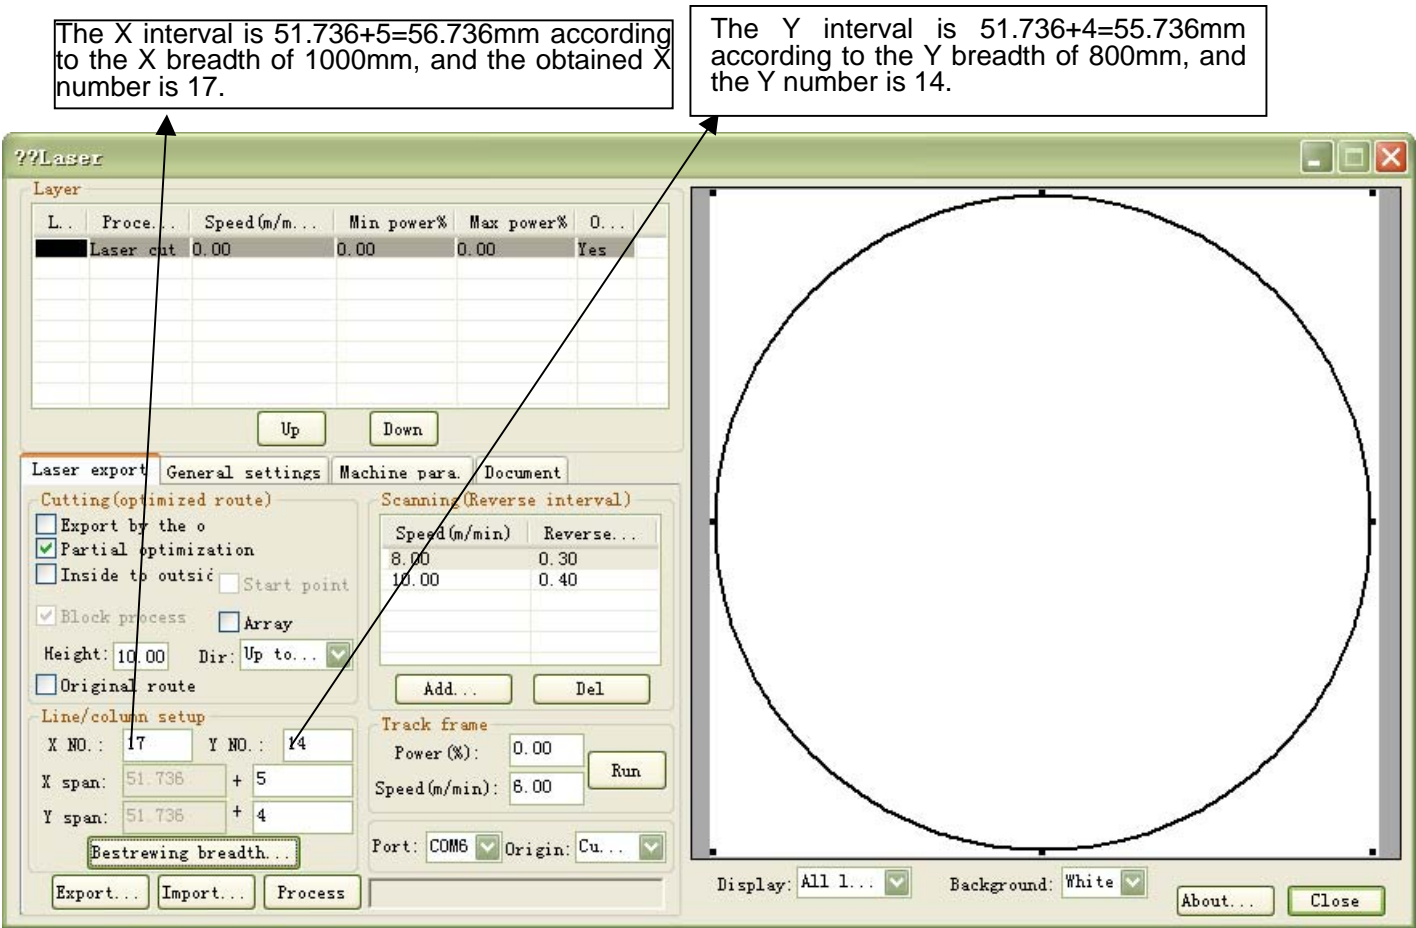 The X interval is 51.736+5=56.736mm according
to the X breadth of 1000mm, and the obtained X
number is 17.
The Y interval is 51.736+4=55.736mm
according to the Y breadth of 800mm, and
the Y number is 14.
??Laser
Layer
L.. Proce... Speed(m/m... Min power% Max power% O...
Laser cut 0.00 0.00 0.00 Yes
Up Down
Laser export General settings Machine para. Document
Cutting(optimized route)
Export by the o
Partial optimization
Inside to outsid
Start point
Block process
Array
Height: 10.00 Dir: Up to...
Original route
Scanning(Reverse interval)
Speed(m/min) Reverse...
8.00 0.30
10.00 0.40
Add... Del
Line/column setup
X NO.: 17 Y NO.: 14
X span: 51.736 + 5
Y span: 51.736 + 4
Bestrewing breadth...
Track frame
Power(%): 0.00
Speed(m/min): 6.00
Run
Port: COM6 Origin: Cu...
Export... Import... Process
Display: All l... Background: White
About... Close